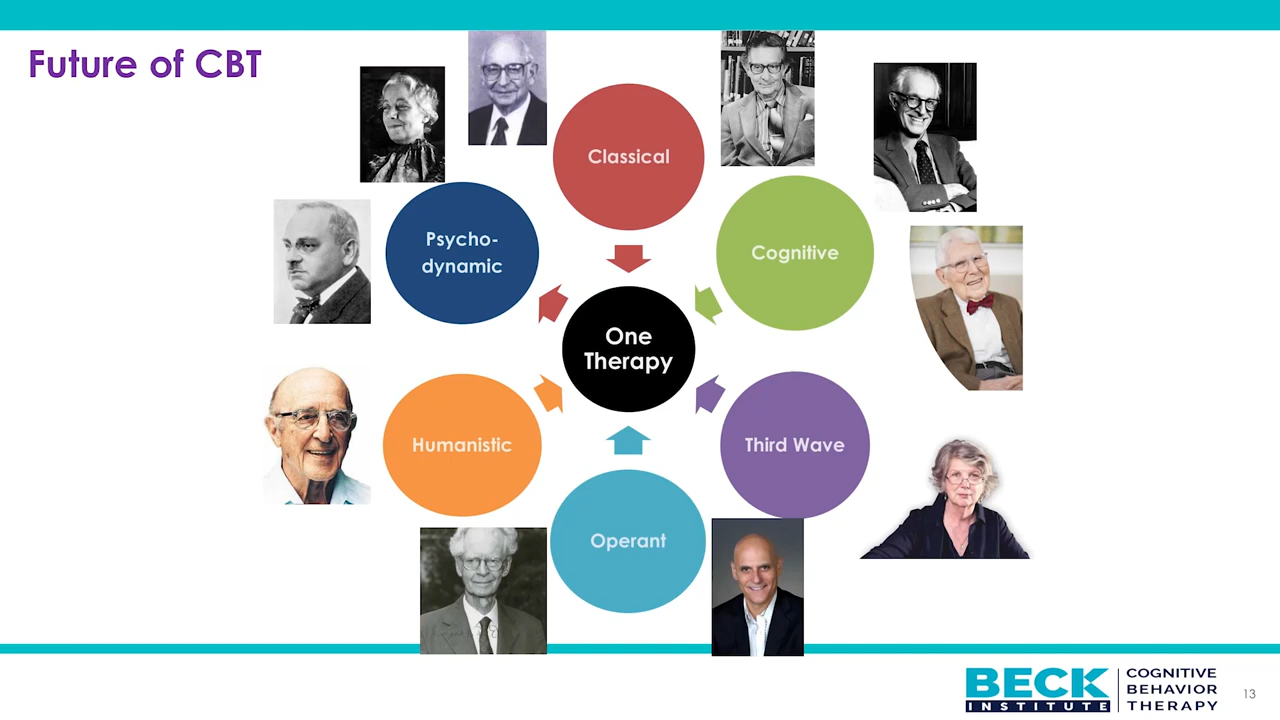 Future of CBT
Classical
Psycho-
dynamic
Cognitive
One
Therapy
Humanistic
Third Wave
Operant
BECK
INSTITUTE
COGNITIVE
BEHAVIOR
THERAPY
13